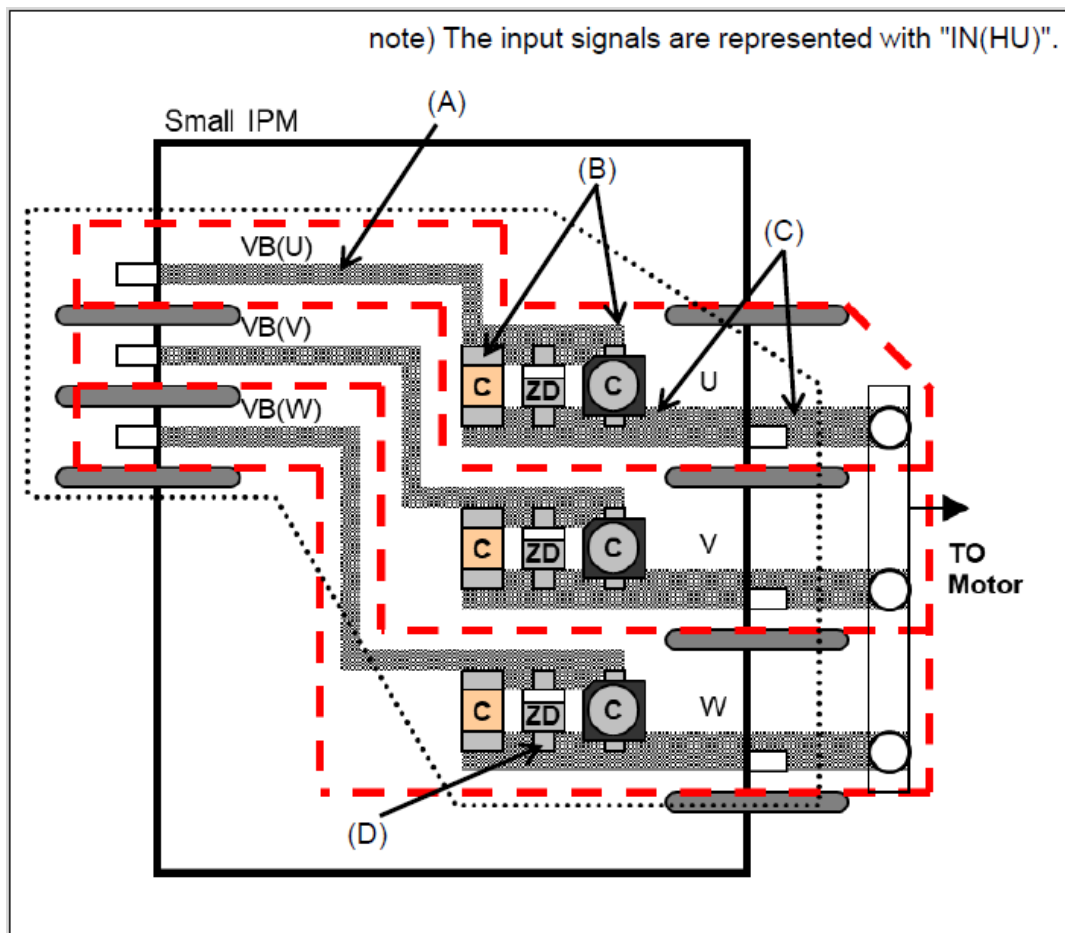 note) The input signals are represented with "IN(HU)".
(A)
Small IPM
(B)
(C)
VB(U)
VB(V)
VB(W)
C
ZD
C
U
C
ZD
C
V
TO
Motor
C
ZD
C
W
(D)